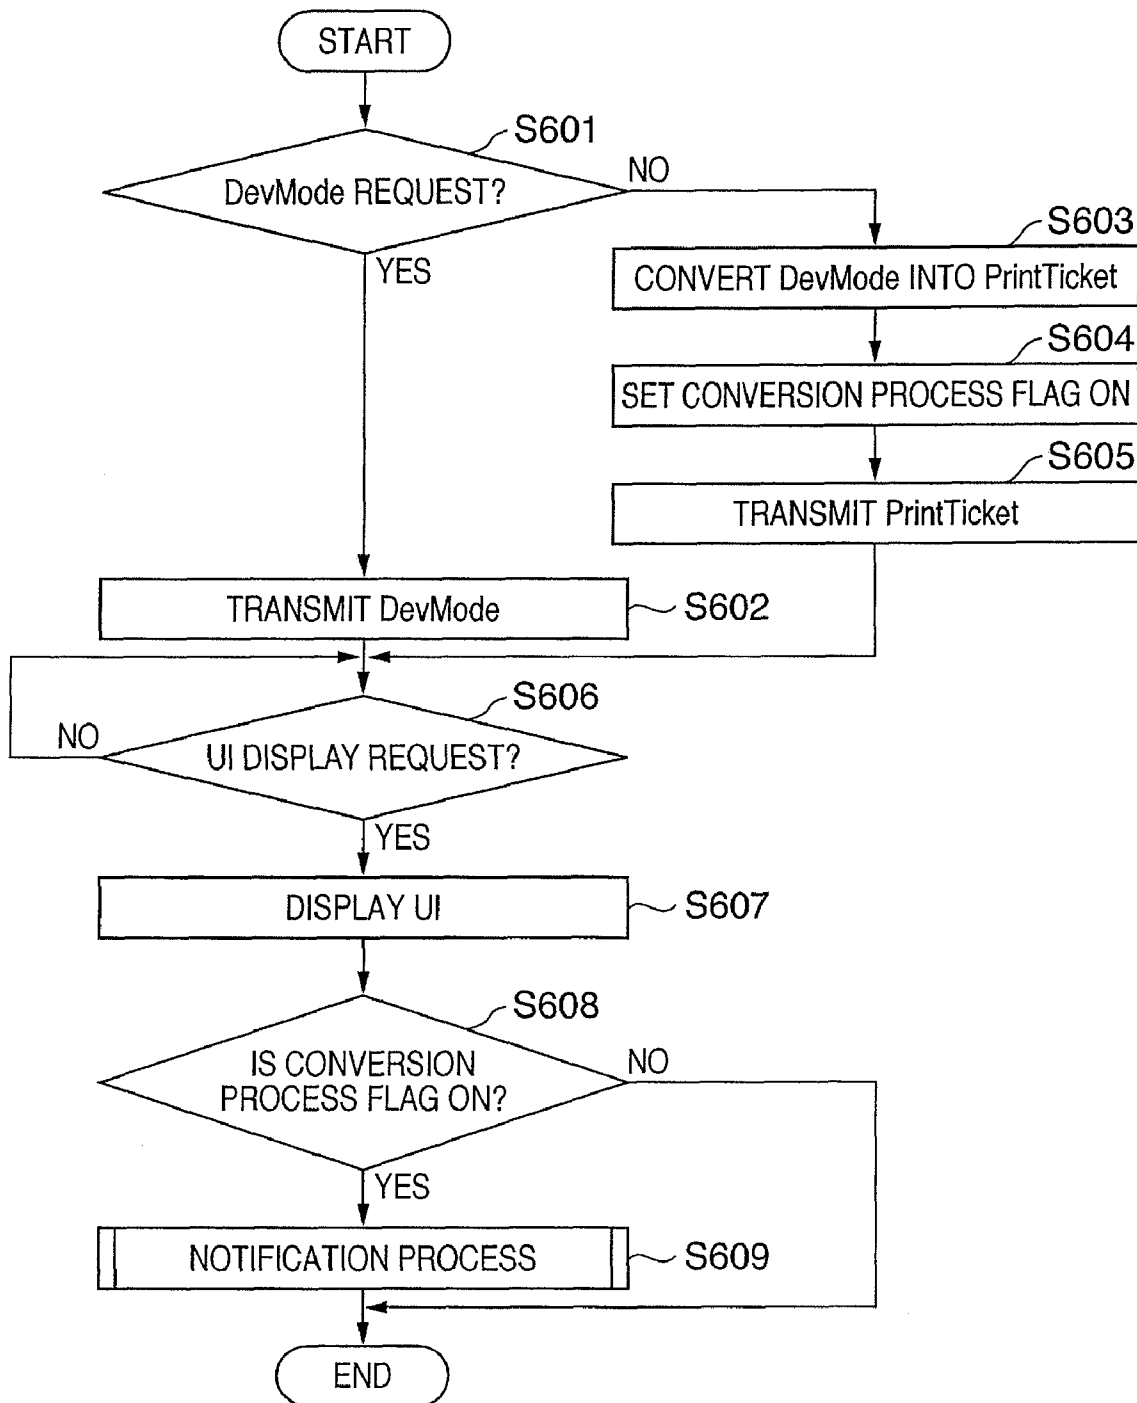 START
S601
DevMode REQUEST?
NO
YES
S603
CONVERT DevMode INTO PrintTicket
S604
SET CONVERSION PROCESS FLAG ON
S605
TRANSMIT PrintTicket
TRANSMIT DevMode
S602
S606
UI DISPLAY REQUEST?
NO
YES
DISPLAY UI
S607
S608
IS CONVERSION
PROCESS FLAG ON?
NO
YES
NOTIFICATION PROCESS
S609
END